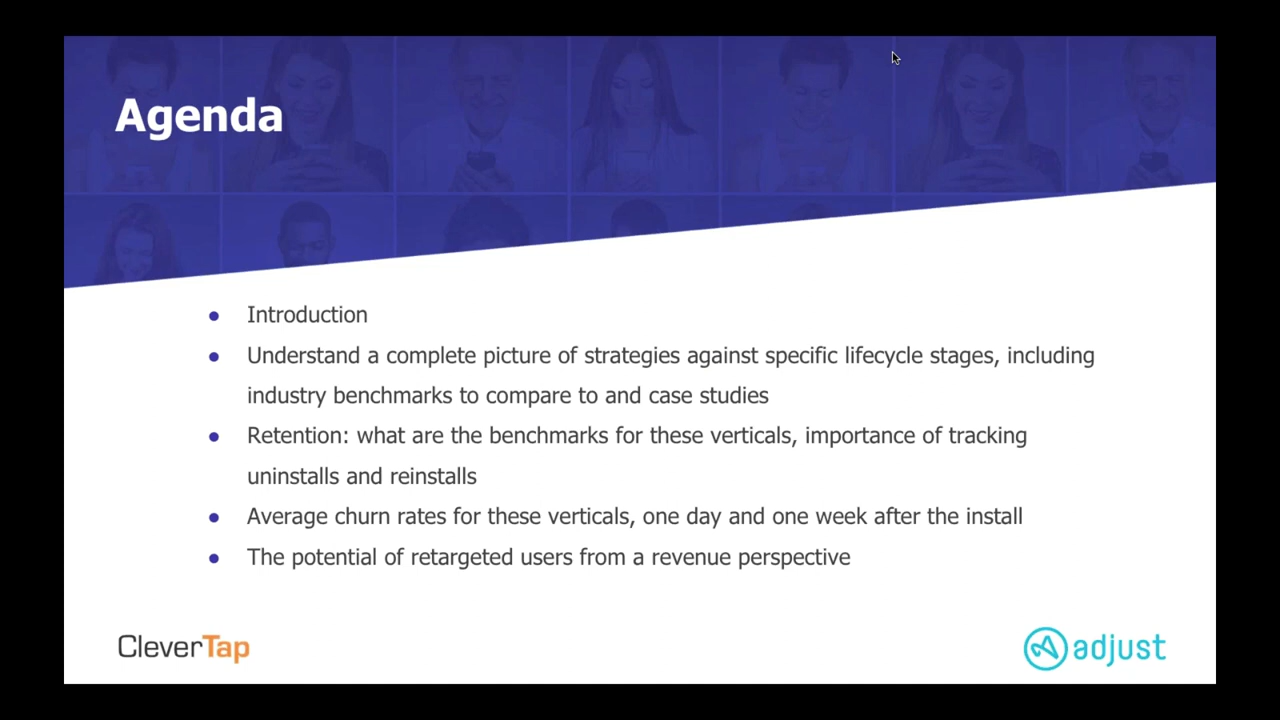 Agenda
● Introduction
● Understand a complete picture of strategies against specific lifecycle stages, including
industry benchmarks to compare to and case studies
● Retention: what are the benchmarks for these verticals, importance of tracking
uninstalls and reinstalls
● Average churn rates for these verticals, one day and one week after the install
● The potential of retargeted users from a revenue perspective
CleverTap
adjust